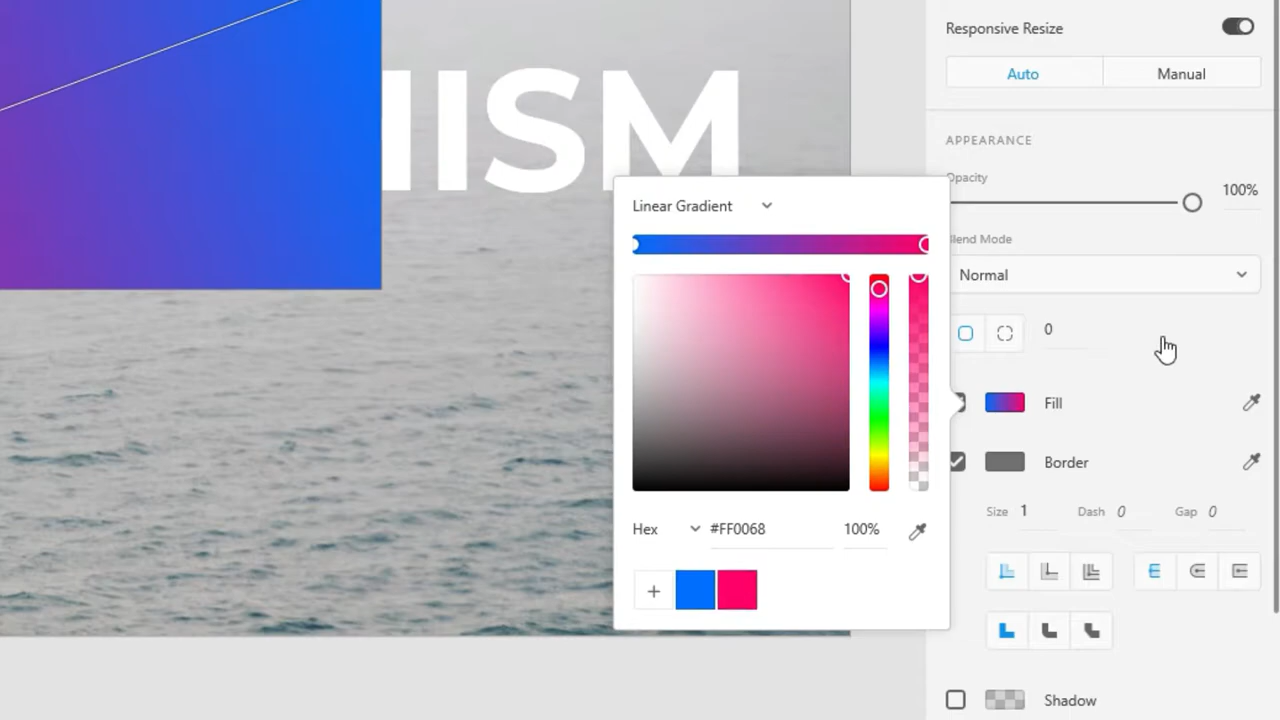 Responsive Resize
Auto Manual
APPEARANCE
Opacity
100%
Blend Mode
Normal
0
Fill
Border
Size 1 Dash 0 Gap 0
Shadow
ISM
Linear Gradient
Hex #FF0068 100%
+